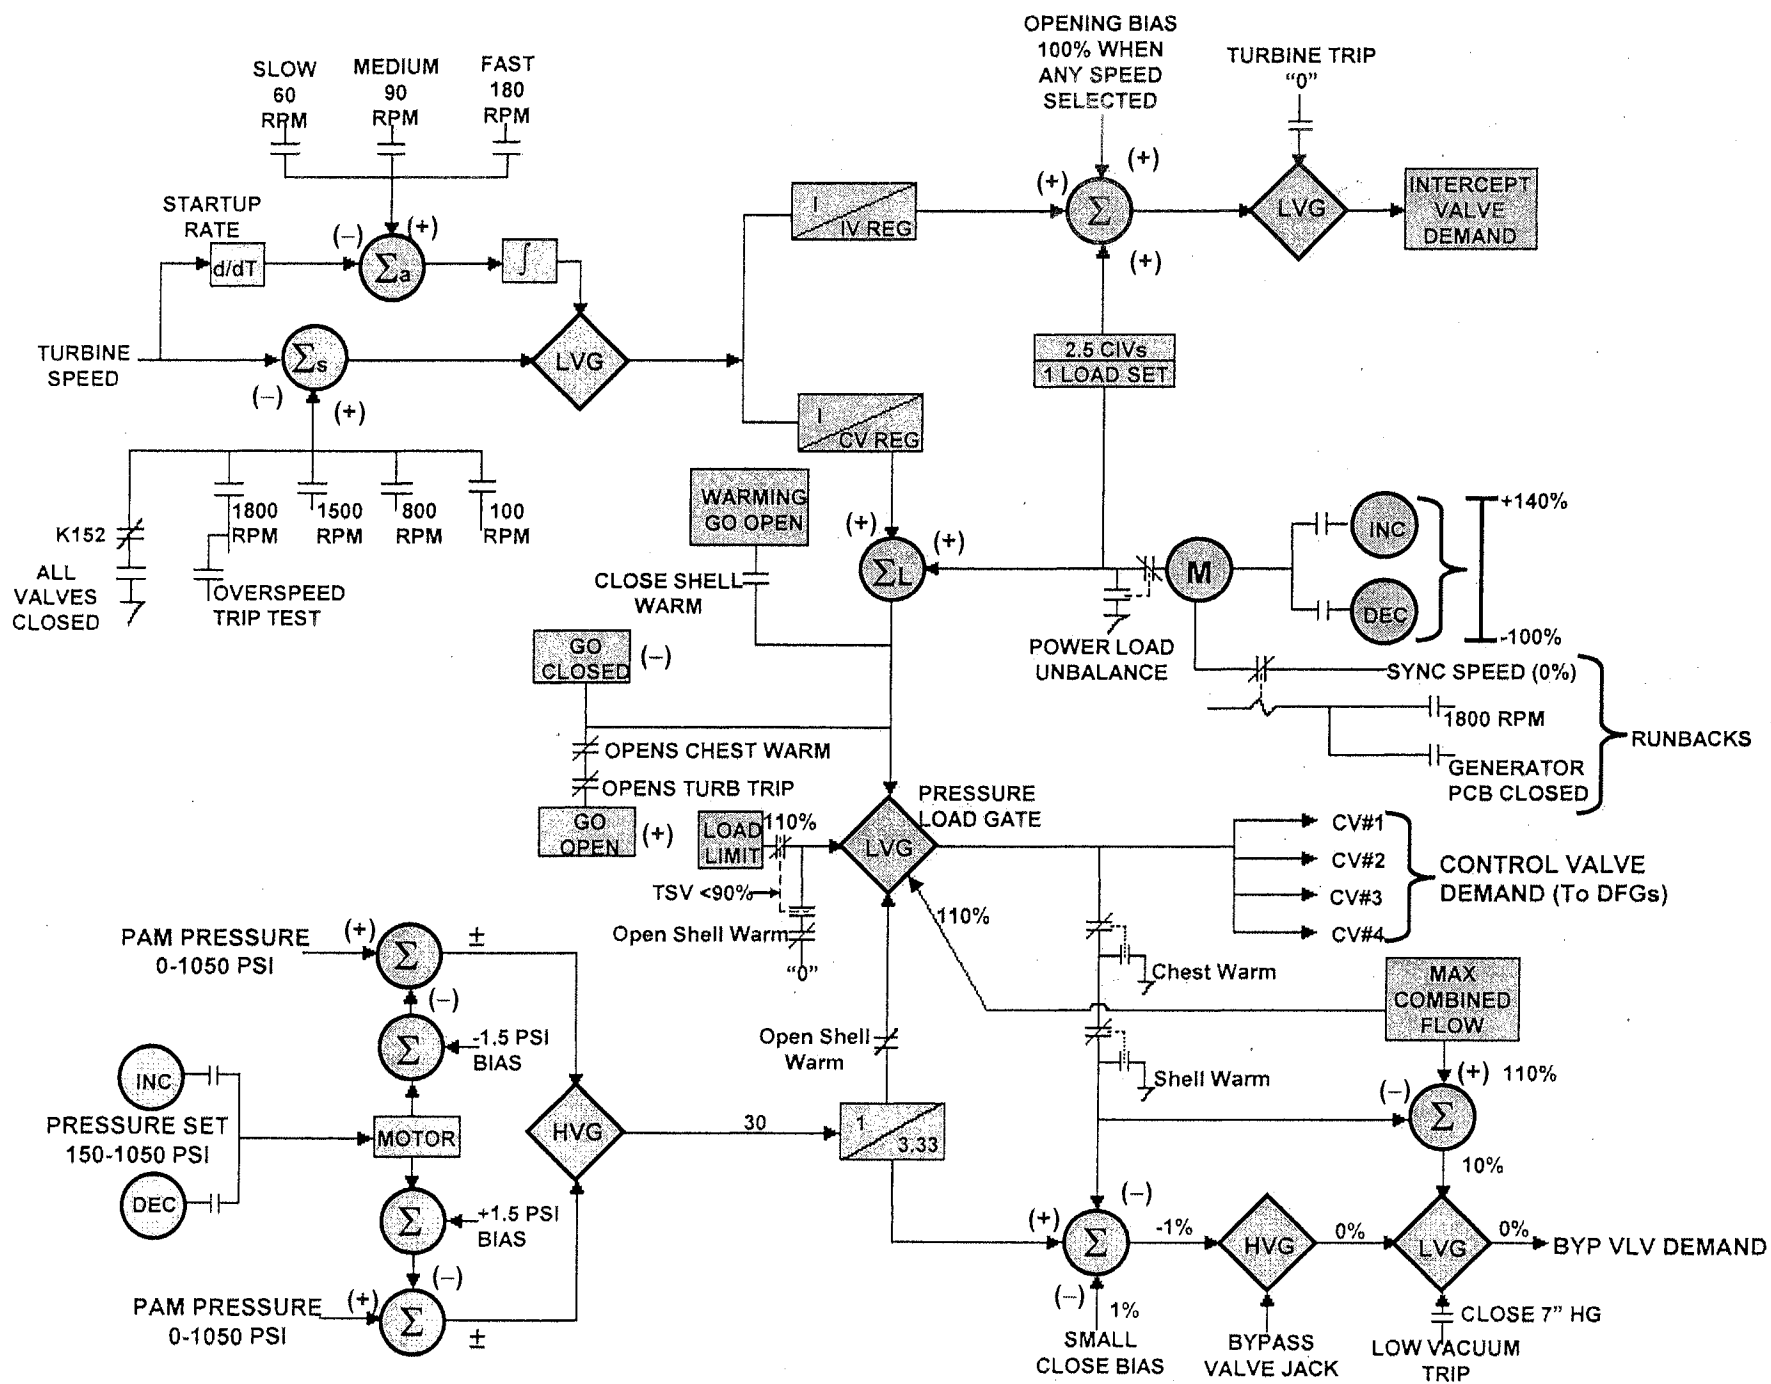 SLOW
60
RPM
MEDIUM
90
RPM
FAST
180
RPM
OPENING BIAS
100% WHEN
ANY SPEED
SELECTED
TURBINE TRIP
“0”
STARTUP
RATE
d/dT
(−)
(+)
Σa
∫
I
IV REG
(+)
(+)
Σ
(+)
LVG
INTERCEPT
VALVE
DEMAND
TURBINE
SPEED
Σs
(−)
(+)
LVG
2.5 CIVs
1 LOAD SET
I
CV REG
K152
ALL
VALVES
CLOSED
1800
RPM
1500
RPM
800
RPM
100
RPM
OVERSPEED
TRIP TEST
WARMING
GO OPEN
CLOSE SHELL
WARM
(+)
(+)
ΣL
M
INC
DEC
+140%
-100%
POWER LOAD
UNBALANCE
SYNC SPEED (0%)
1800 RPM
GENERATOR
PCB CLOSED
RUNBACKS
GO
CLOSED
(−)
OPENS CHEST WARM
OPENS TURB TRIP
GO
OPEN
(+)
LOAD
LIMIT
110%
PRESSURE
LOAD GATE
LVG
TSV <90%
Open Shell Warm
“0”
110%
CV#1
CV#2
CV#3
CV#4
CONTROL VALVE
DEMAND (To DFGs)
PAM PRESSURE
0-1050 PSI
(+)
Σ
±
(−)
Σ
-1.5 PSI
BIAS
INC
PRESSURE SET
150-1050 PSI
DEC
MOTOR
Σ
+1.5 PSI
BIAS
(−)
PAM PRESSURE
0-1050 PSI
(+)
Σ
±
HVG
30
1
3.33
Open Shell
Warm
Chest Warm
Shell Warm
MAX
COMBINED
FLOW
(+)
110%
(−)
Σ
10%
(−)
(+)
Σ
(−)
1%
SMALL
CLOSE BIAS
-1%
HVG
0%
BYPASS
VALVE JACK
LVG
0%
BYP VLV DEMAND
CLOSE 7” HG
LOW VACUUM
TRIP